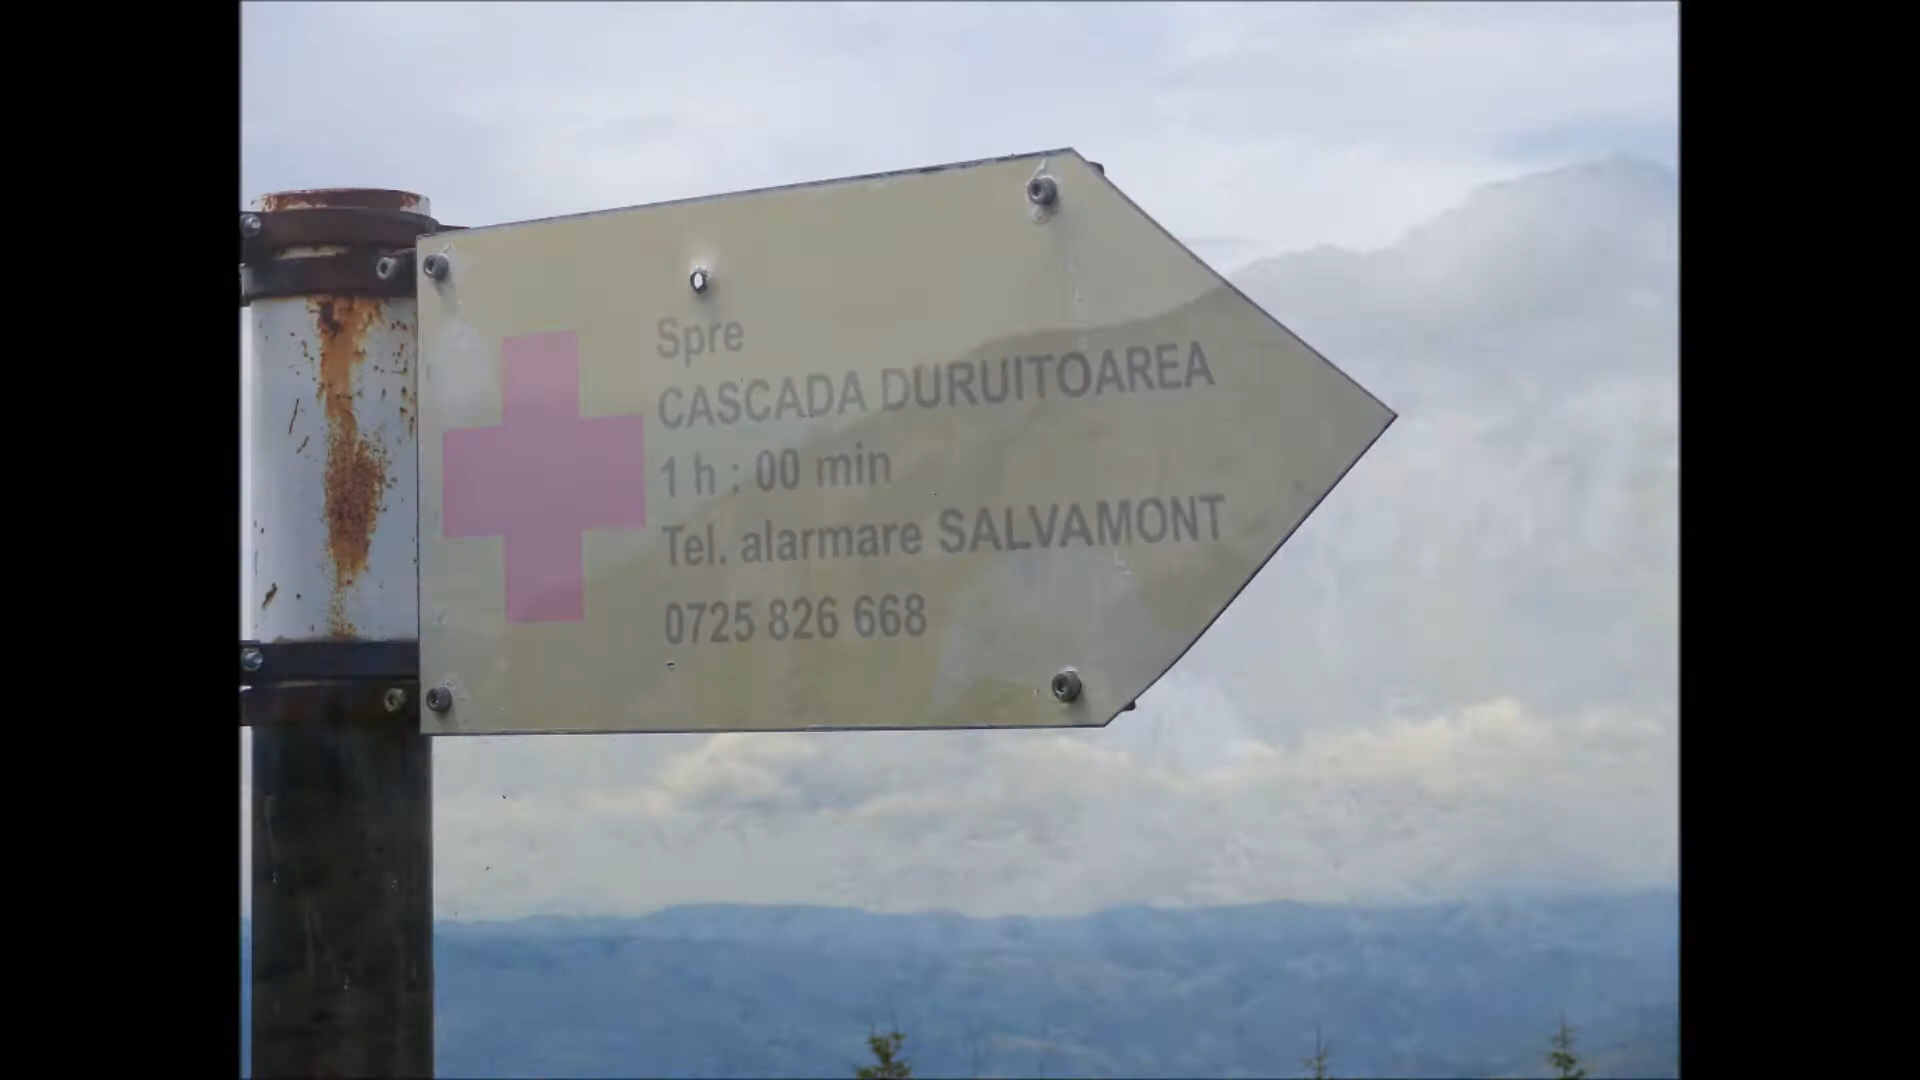 Spre
CASCADA DURUITOAREA
1 h : 00 min
Tel. alarmare SALVAMONT
0725 826 668